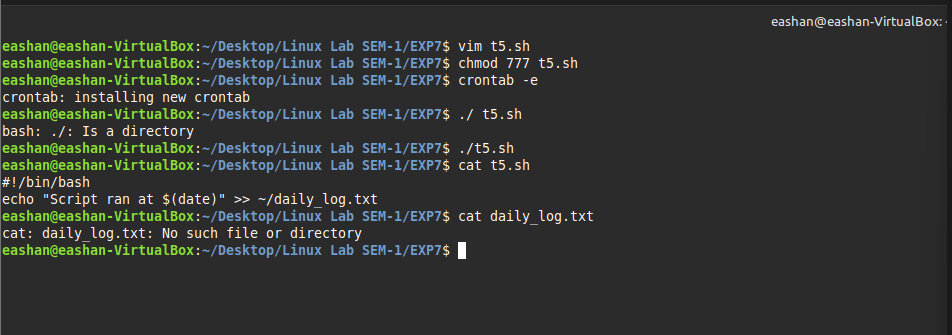 eashan@eashan-VirtualBox: -
eashan@eashan-VirtualBox:~/Desktop/Linux Lab SEM-1/EXP7$ vim t5.sh
eashan@eashan-VirtualBox:~/Desktop/Linux Lab SEM-1/EXP7$ chmod 777 t5.sh
eashan@eashan-VirtualBox:~/Desktop/Linux Lab SEM-1/EXP7$ crontab -e
crontab: installing new crontab
eashan@eashan-VirtualBox:~/Desktop/Linux Lab SEM-1/EXP7$ ./ t5.sh
bash: ./: Is a directory
eashan@eashan-VirtualBox:~/Desktop/Linux Lab SEM-1/EXP7$ ./t5.sh
eashan@eashan-VirtualBox:~/Desktop/Linux Lab SEM-1/EXP7$ cat t5.sh
#!/bin/bash
echo "Script ran at $(date)" >> ~/daily_log.txt
eashan@eashan-VirtualBox:~/Desktop/Linux Lab SEM-1/EXP7$ cat daily_log.txt
cat: daily_log.txt: No such file or directory
eashan@eashan-VirtualBox:~/Desktop/Linux Lab SEM-1/EXP7$